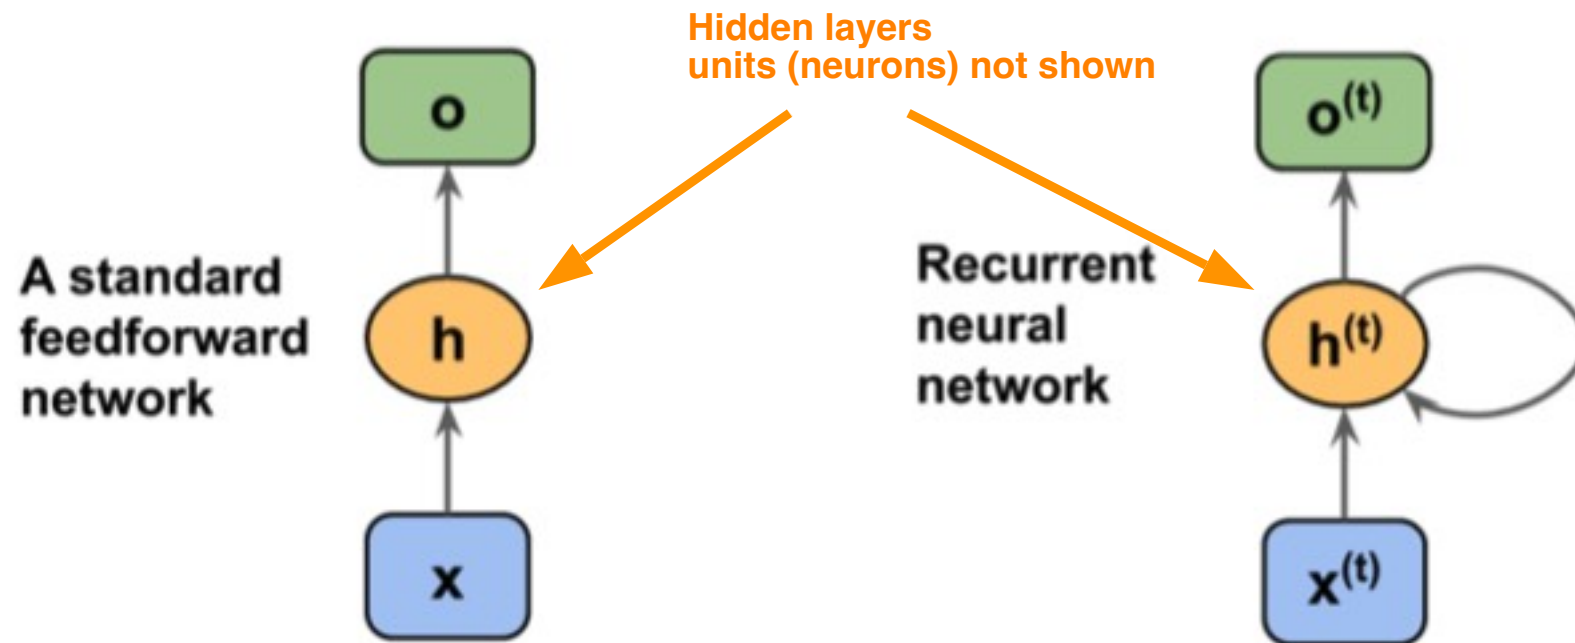 Hidden layers
units (neurons) not shown
o
A standard
feedforward
network
h
x
o(t)
Recurrent
neural
network
h(t)
x(t)